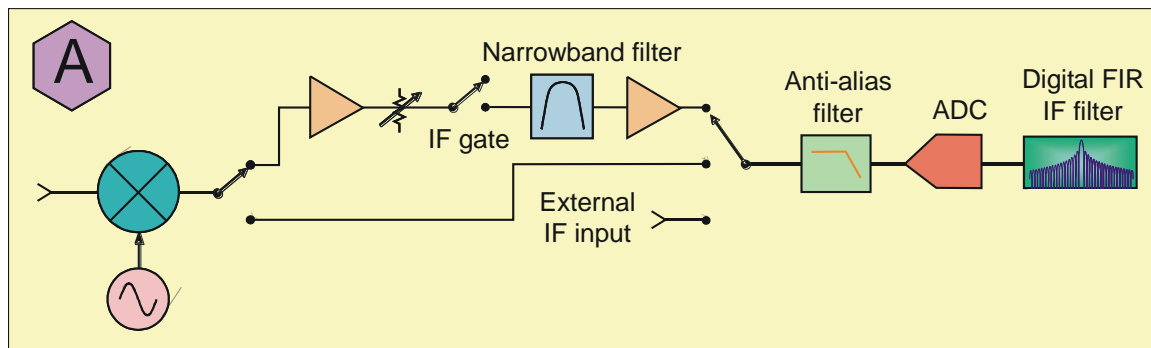 A
Narrowband filter
IF gate
External
IF input
Anti-alias
filter
ADC
Digital FIR
IF filter